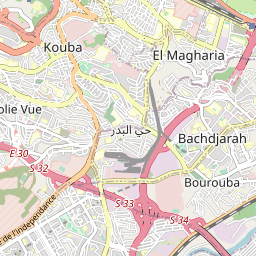 Kouba
El Magharia
olie Vue
حي البدر
Bachdjarah
E 30
S 32
Bourouba
S 33
S 34
de l'indépendance